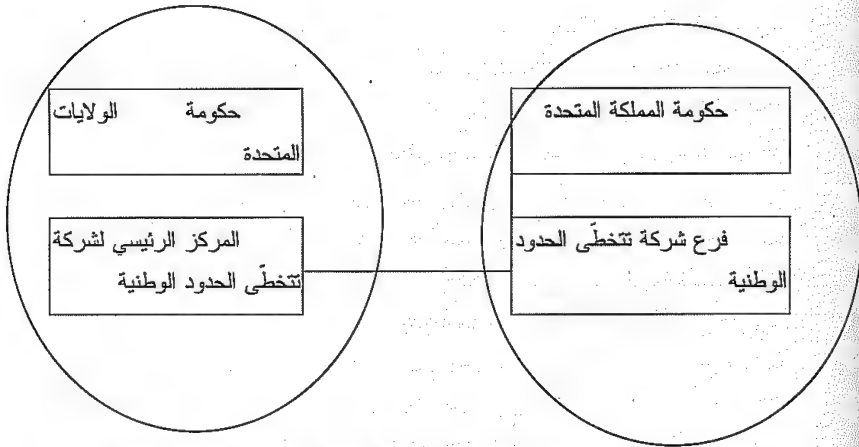 حكومة المملكة المتحدة
حكومة الولايات
المتحدة
فرع شركة تتخطّى الحدود
الوطنية
المركز الرئيسي لشركة
تتخطّى الحدود الوطنية